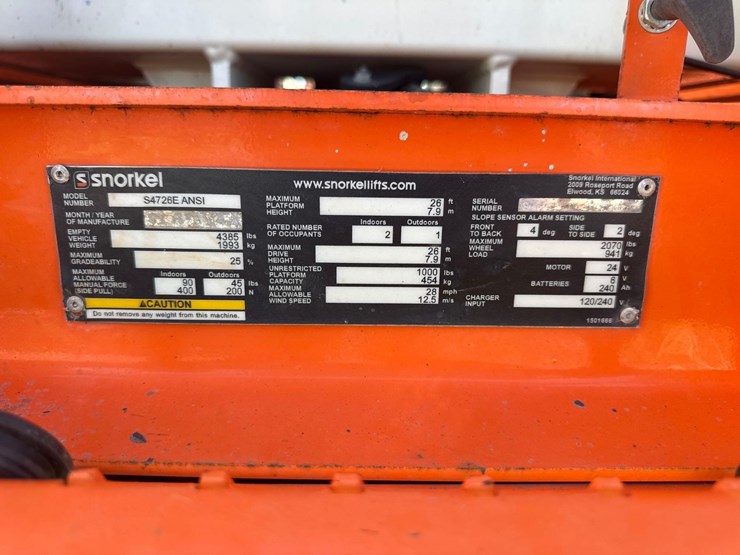 snorkel
MODEL NUMBER S4726E ANSI
MONTH / YEAR OF MANUFACTURE
EMPTY VEHICLE WEIGHT 4385 lbs
1993 kg
MAXIMUM GRADEABILITY 25 %
MAXIMUM ALLOWABLE MANUAL FORCE (SIDE PULL)
Indoors Outdoors
90 45 lbs
400 200 N
CAUTION
Do not remove any weight from this machine.
www.snorkellifts.com
MAXIMUM PLATFORM HEIGHT 26 ft
7.9 m
Indoors Outdoors
RATED NUMBER OF OCCUPANTS 2 1
MAXIMUM DRIVE HEIGHT 26 ft
7.9 m
UNRESTRICTED PLATFORM CAPACITY 1000 lbs
454 kg
MAXIMUM ALLOWABLE WIND SPEED 28 mph
12.5 m/s
Snorkel International
2009 Roseport Road
Elwood, KS 66024
SERIAL NUMBER
SLOPE SENSOR ALARM SETTING
FRONT TO BACK 4 deg SIDE TO SIDE 2 deg
MAXIMUM WHEEL LOAD 2070 lbs
941 kg
MOTOR 24 V
BATTERIES 6 V
240 Ah
CHARGER INPUT 120/240 V
1501666